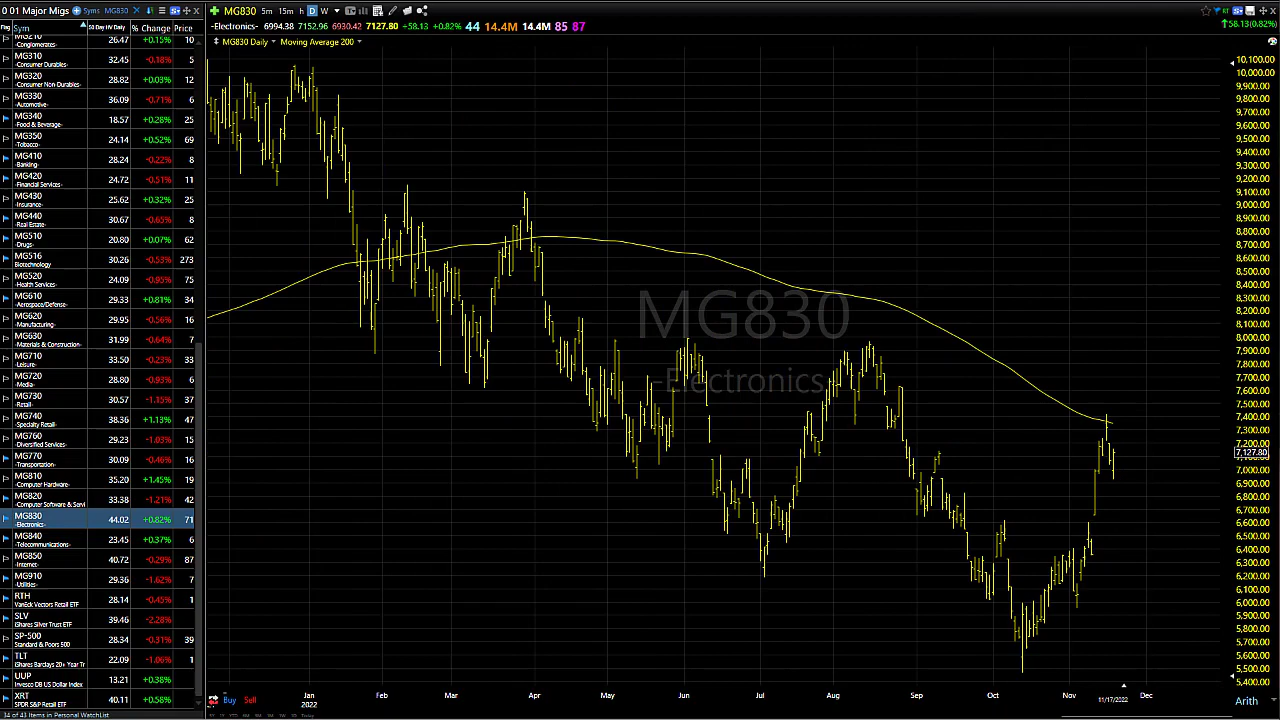 0 01 Major Migs
Syms MG830
Flag Sym 50 Day HV Daily % Change Price
MG210 26.47 +0.15% 10
-Conglomerates-
MG310 32.45 -0.18% 5
-Consumer Durables-
MG320 28.82 +0.03% 12
-Consumer Non-Durables-
MG330 36.09 -0.71% 6
-Automotive-
MG340 18.57 +0.28% 25
-Food & Beverage-
MG350 24.14 +0.52% 69
-Tobacco-
MG410 28.24 -0.22% 8
-Banking-
MG420 24.72 -0.51% 11
-Financial Services-
MG430 25.62 +0.32% 25
-Insurance-
MG440 30.67 -0.65% 8
-Real Estate-
MG510 20.80 +0.07% 62
-Drugs-
MG516 30.26 -0.53% 273
Biotechnology
MG520 24.09 -0.95% 75
-Health Services-
MG610 29.33 +0.81% 34
-Aerospace/Defense-
MG620 29.95 -0.56% 16
-Manufacturing-
MG630 31.99 -0.64% 7
-Materials & Construction-
MG710 33.50 -0.23% 33
-Leisure-
MG720 28.80 -0.93% 6
-Media-
MG730 30.57 -1.15% 37
-Retail-
MG740 38.36 +1.13% 47
-Specialty Retail-
MG760 29.23 -1.03% 15
-Diversified Services-
MG770 30.09 -0.46% 16
-Transportation-
MG810 35.20 +1.45% 19
-Computer Hardware-
MG820 33.38 -1.21% 42
-Computer Software & Servi
MG830 44.02 +0.82% 71
-Electronics-
MG840 23.45 +0.37% 6
-Telecommunications-
MG850 40.72 -0.29% 87
-Internet-
MG910 29.36 -1.62% 7
-Utilities-
RTH 28.14 -0.45% 1
VanEck Vectors Retail ETF
SLV 39.46 -2.28%
iShares Silver Trust ETF
SP-500 28.34 -0.31% 39
Standard & Poors 500
TLT 22.09 -1.06% 1
iShares Barclays 20+ Year Tr
UUP 13.21 +0.38%
Invesco DB US Dollar Index
XRT 40.11 +0.58%
SPDR S&P Retail ETF
34 of 43 Items in Personal WatchList
MG830 5m 15m h D W
-Electronics- 6994.38 7152.96 6930.42 7127.80 +58.13 +0.82% 44 14.4M 14.4M 85 87
RT
↑58.13(0.82%)
MG830 Daily Moving Average 200
MG830
-Electronics-
10,100.00
10,000.00
9,900.00
9,800.00
9,700.00
9,600.00
9,500.00
9,400.00
9,300.00
9,200.00
9,100.00
9,000.00
8,900.00
8,800.00
8,700.00
8,600.00
8,500.00
8,400.00
8,300.00
8,200.00
8,100.00
8,000.00
7,900.00
7,800.00
7,700.00
7,600.00
7,500.00
7,400.00
7,300.00
7,200.00
7,127.80
7,000.00
6,900.00
6,800.00
6,700.00
6,600.00
6,500.00
6,400.00
6,300.00
6,200.00
6,100.00
6,000.00
5,900.00
5,800.00
5,700.00
5,600.00
5,500.00
5,400.00
Buy Sell
Jan Feb Mar Apr May Jun Jul Aug Sep Oct Nov Dec
2022 11/17/2022
Arith